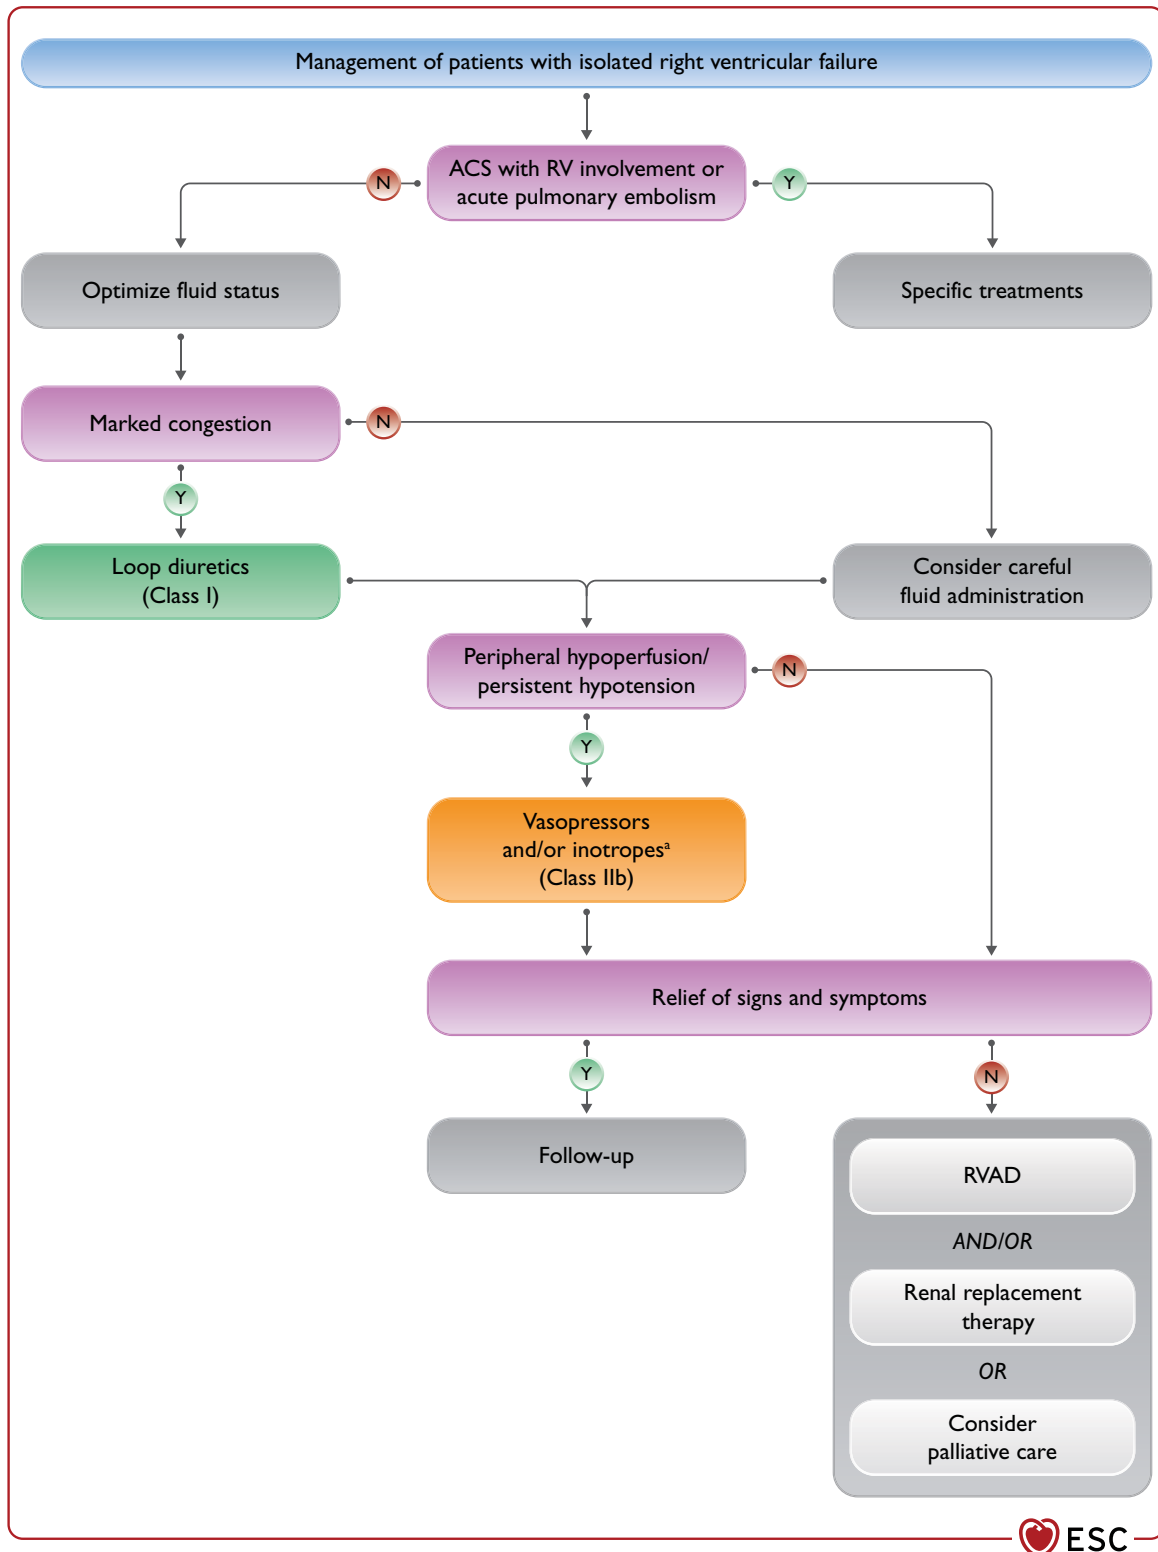 Management of patients with isolated right ventricular failure
ACS with RV involvement or
acute pulmonary embolism
N
Y
Optimize fluid status
Specific treatments
Marked congestion
N
Y
Loop diuretics
(Class I)
Consider careful
fluid administration
Peripheral hypoperfusion/
persistent hypotension
N
Y
Vasopressors
and/or inotropesᵃ
(Class IIb)
Relief of signs and symptoms
Y
N
Follow-up
RVAD
AND/OR
Renal replacement
therapy
OR
Consider
palliative care
ESC